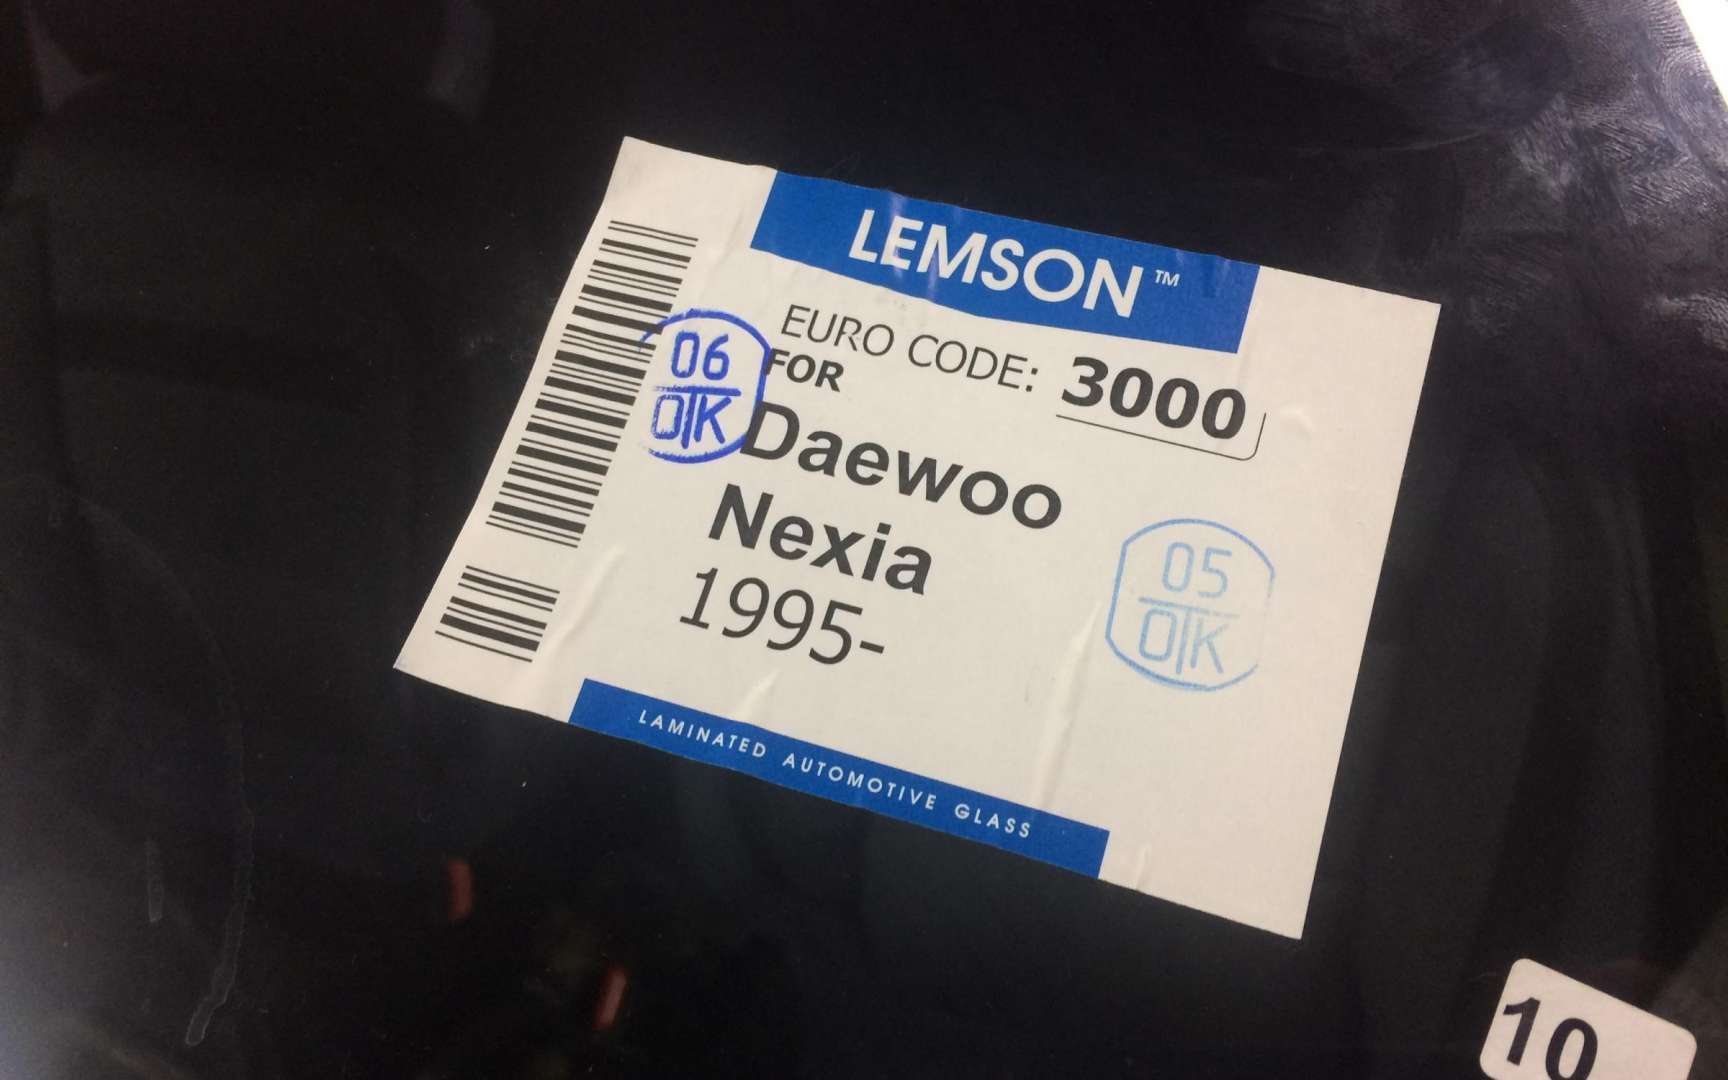 LEMSON™
EURO CODE: 3000
FOR
Daewoo
Nexia
1995-
06
ОТК
05
ОТК
LAMINATED AUTOMOTIVE GLASS
10